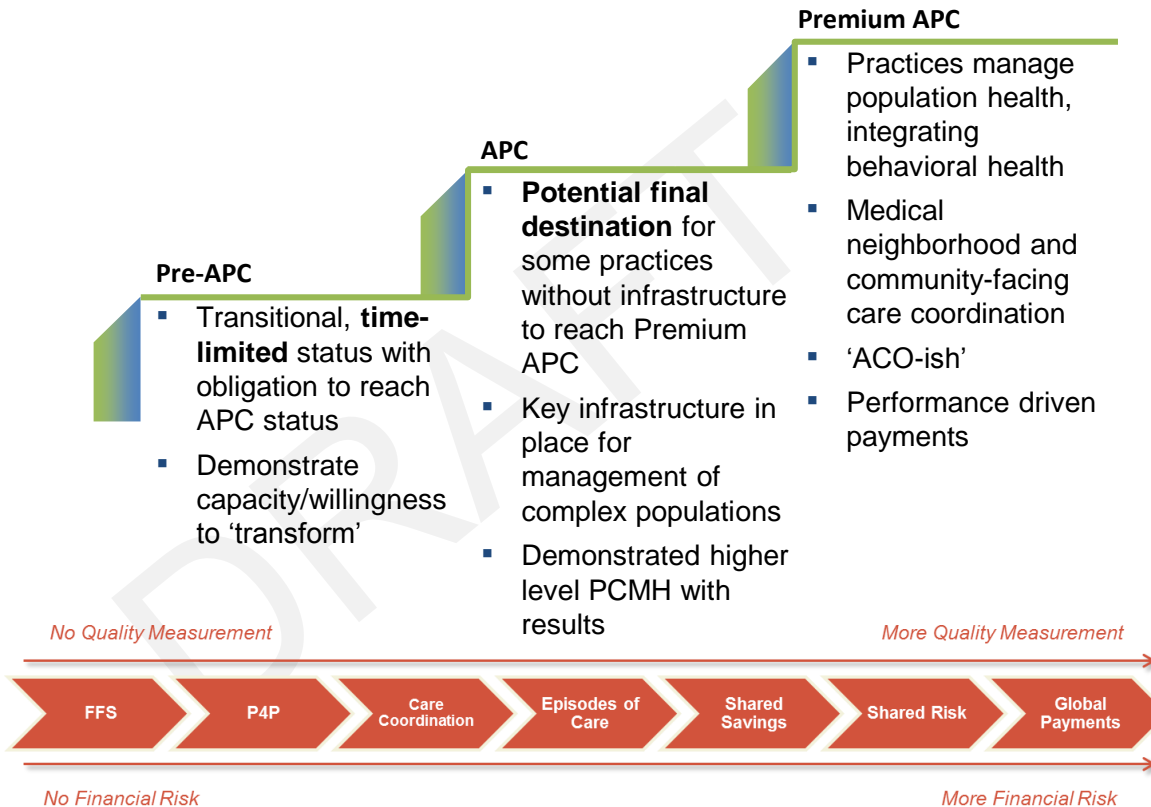 Premium APC
▪ Practices manage
population health,
integrating
behavioral health
▪ Medical
neighborhood and
community-facing
care coordination
▪ ‘ACO-ish’
▪ Performance driven
payments
APC
▪ Potential final
destination for
some practices
without infrastructure
to reach Premium
APC
▪ Key infrastructure in
place for
management of
complex populations
▪ Demonstrated higher
level PCMH with
results
Pre-APC
▪ Transitional, time-
limited status with
obligation to reach
APC status
▪ Demonstrate
capacity/willingness
to ‘transform’
DRAFT
No Quality Measurement
More Quality Measurement
FFS
P4P
Care
Coordination
Episodes of
Care
Shared
Savings
Shared Risk
Global
Payments
No Financial Risk
More Financial Risk